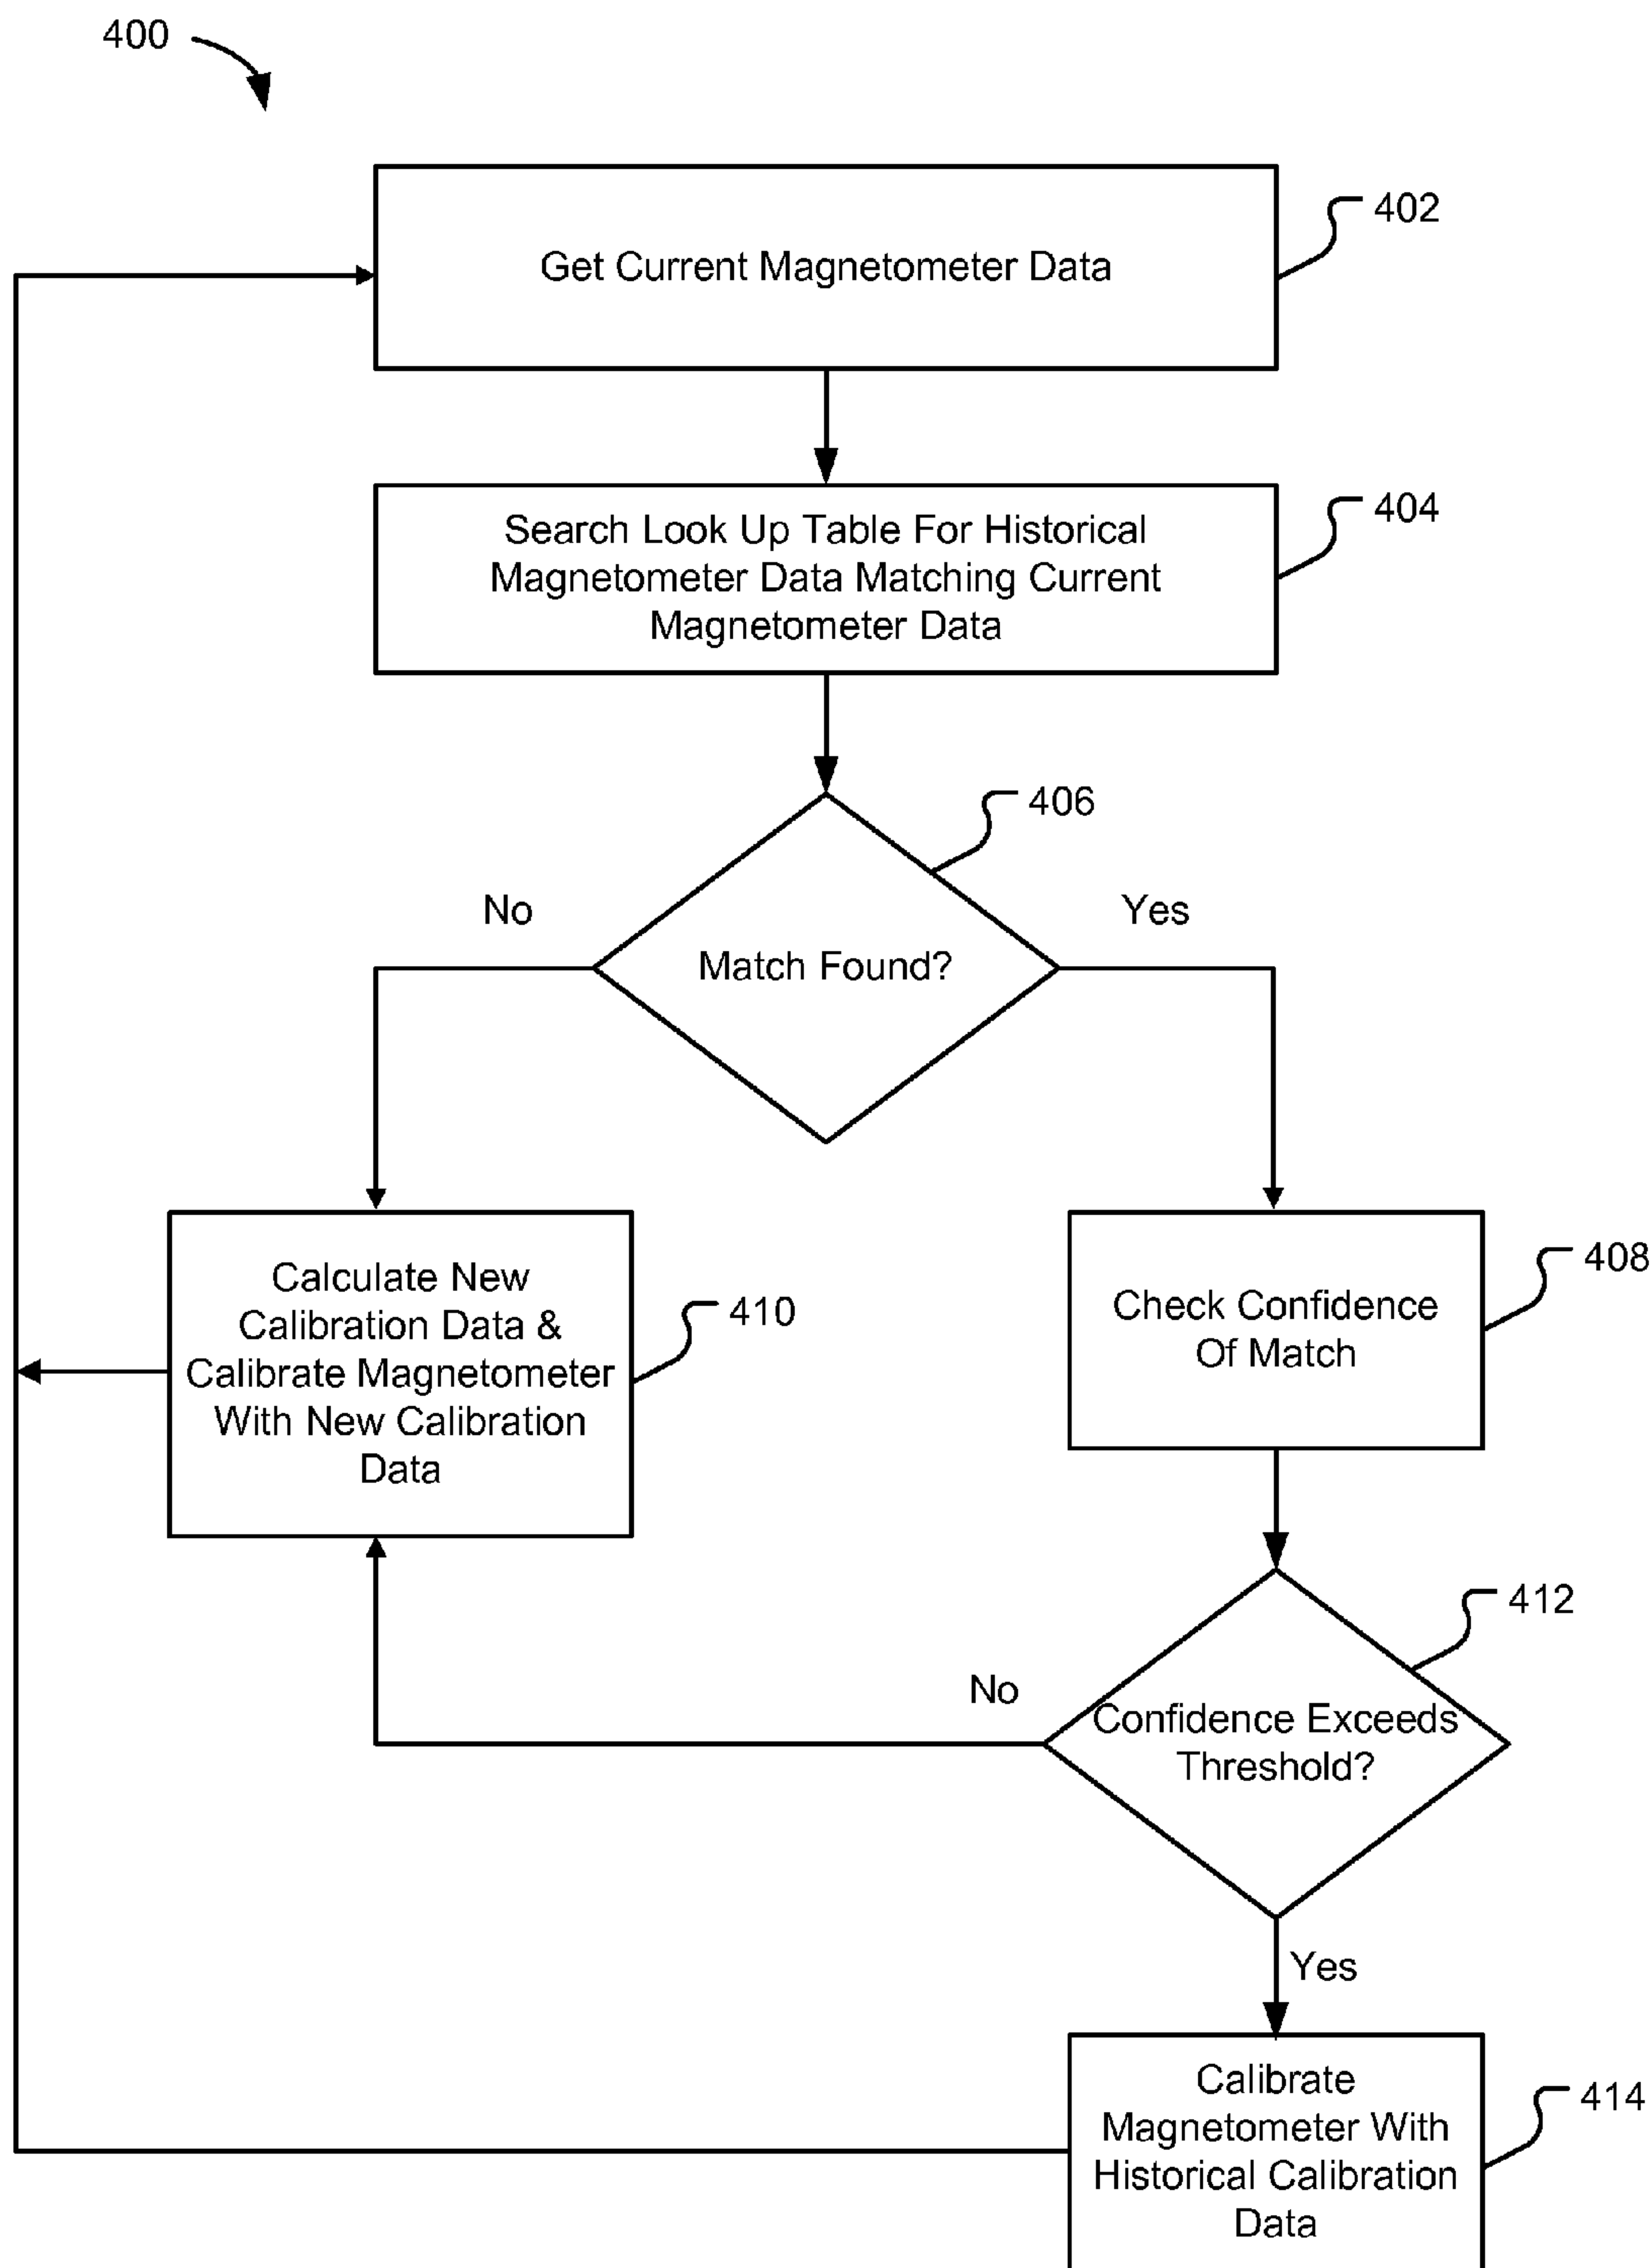 400
402
Get Current Magnetometer Data
404
Search Look Up Table For Historical
Magnetometer Data Matching Current
Magnetometer Data
406
No
Yes
Match Found?
408
Calculate New
Calibration Data &
Calibrate Magnetometer
With New Calibration
Data
410
Check Confidence
Of Match
412
No
Confidence Exceeds
Threshold?
Yes
Calibrate
Magnetometer With
Historical Calibration
Data
414